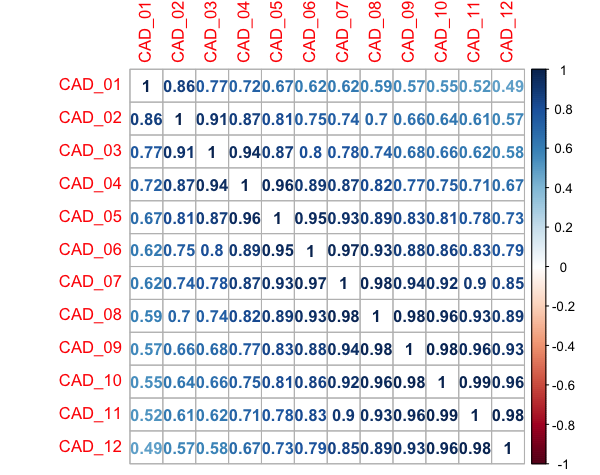 CAD_01 CAD_02 CAD_03 CAD_04 CAD_05 CAD_06 CAD_07 CAD_08 CAD_09 CAD_10 CAD_11 CAD_12
CAD_01 1 0.86 0.77 0.72 0.67 0.62 0.62 0.59 0.57 0.55 0.52 0.49 1
CAD_02 0.86 1 0.91 0.87 0.81 0.75 0.74 0.7 0.66 0.64 0.61 0.57 0.8
CAD_03 0.77 0.91 1 0.94 0.87 0.8 0.78 0.74 0.68 0.66 0.62 0.58 0.6
CAD_04 0.72 0.87 0.94 1 0.96 0.89 0.87 0.82 0.77 0.75 0.71 0.67 0.4
CAD_05 0.67 0.81 0.87 0.96 1 0.95 0.93 0.89 0.83 0.81 0.78 0.73 0.2
CAD_06 0.62 0.75 0.8 0.89 0.95 1 0.97 0.93 0.88 0.86 0.83 0.79 0
CAD_07 0.62 0.74 0.78 0.87 0.93 0.97 1 0.98 0.94 0.92 0.9 0.85 -0.2
CAD_08 0.59 0.7 0.74 0.82 0.89 0.93 0.98 1 0.98 0.96 0.93 0.89
CAD_09 0.57 0.66 0.68 0.77 0.83 0.88 0.94 0.98 1 0.98 0.96 0.93 -0.4
CAD_10 0.55 0.64 0.66 0.75 0.81 0.86 0.92 0.96 0.98 1 0.99 0.96 -0.6
CAD_11 0.52 0.61 0.62 0.71 0.78 0.83 0.9 0.93 0.96 0.99 1 0.98 -0.8
CAD_12 0.49 0.57 0.58 0.67 0.73 0.79 0.85 0.89 0.93 0.96 0.98 1 -1